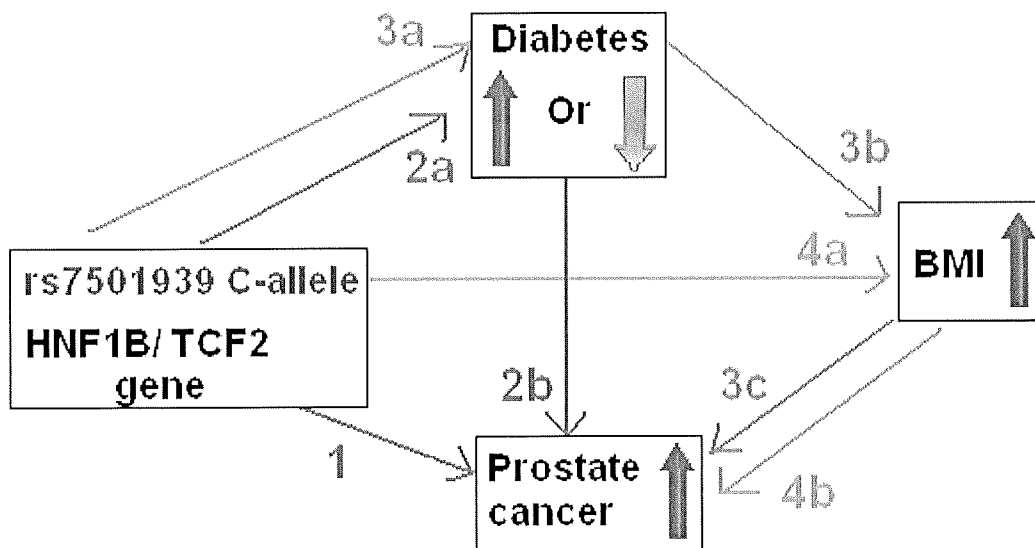 3a
Diabetes
Or
2a
3b
rs7501939 C-allele
HNF1B/ TCF2
gene
4a
BMI
2b
3c
1
Prostate
cancer
4b